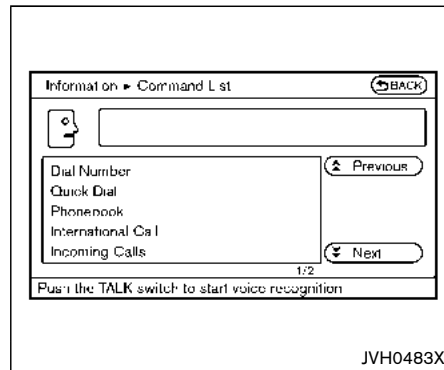 Information ▸ Command List
BACK
Dial Number
Quick Dial
Phonebook
International Call
Incoming Calls
Previous
Next
1/2
Push the TALK switch to start voice recognition
JVH0483X